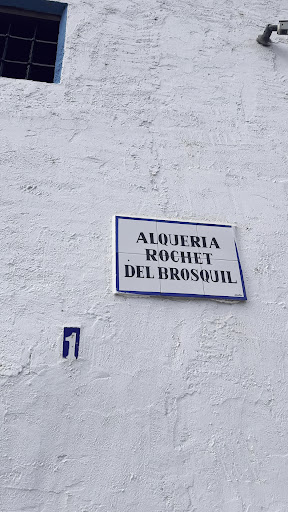 ALQUERIA
ROCHET
DEL BROSQUIL
1